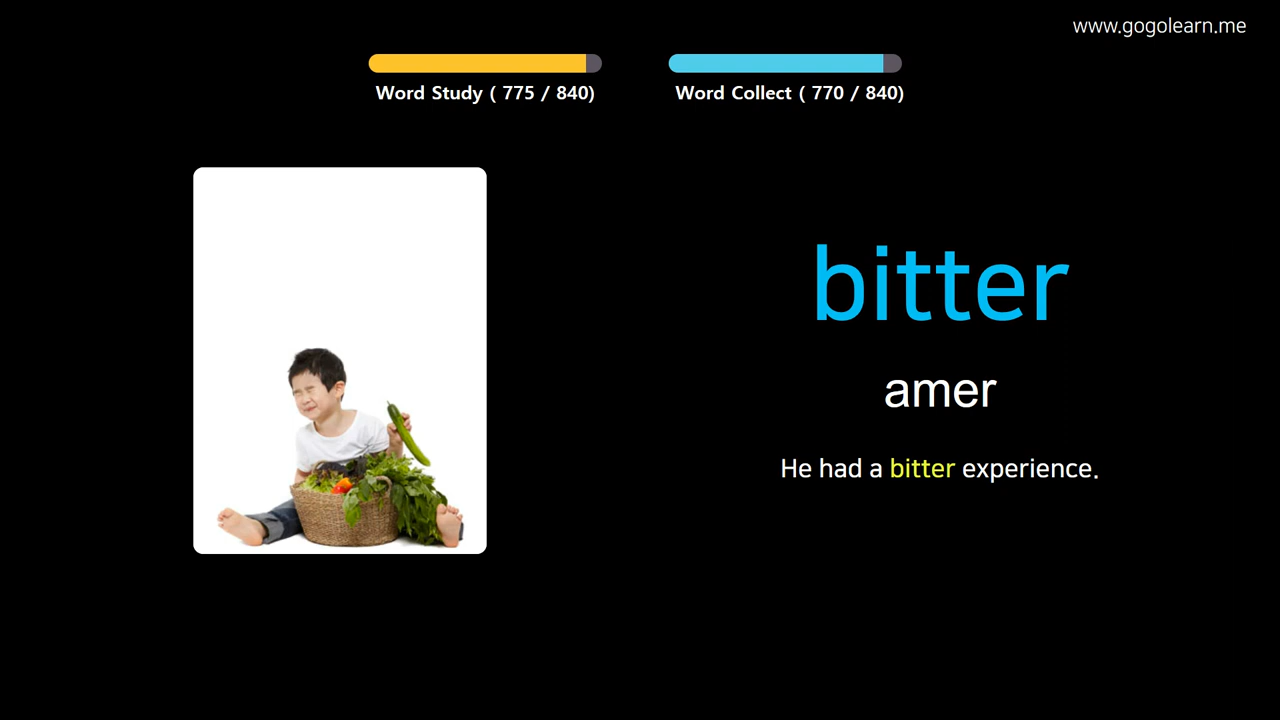 www.gogolearn.me
Word Study ( 775 / 840)
Word Collect ( 770 / 840)
bitter
amer
He had a bitter experience.